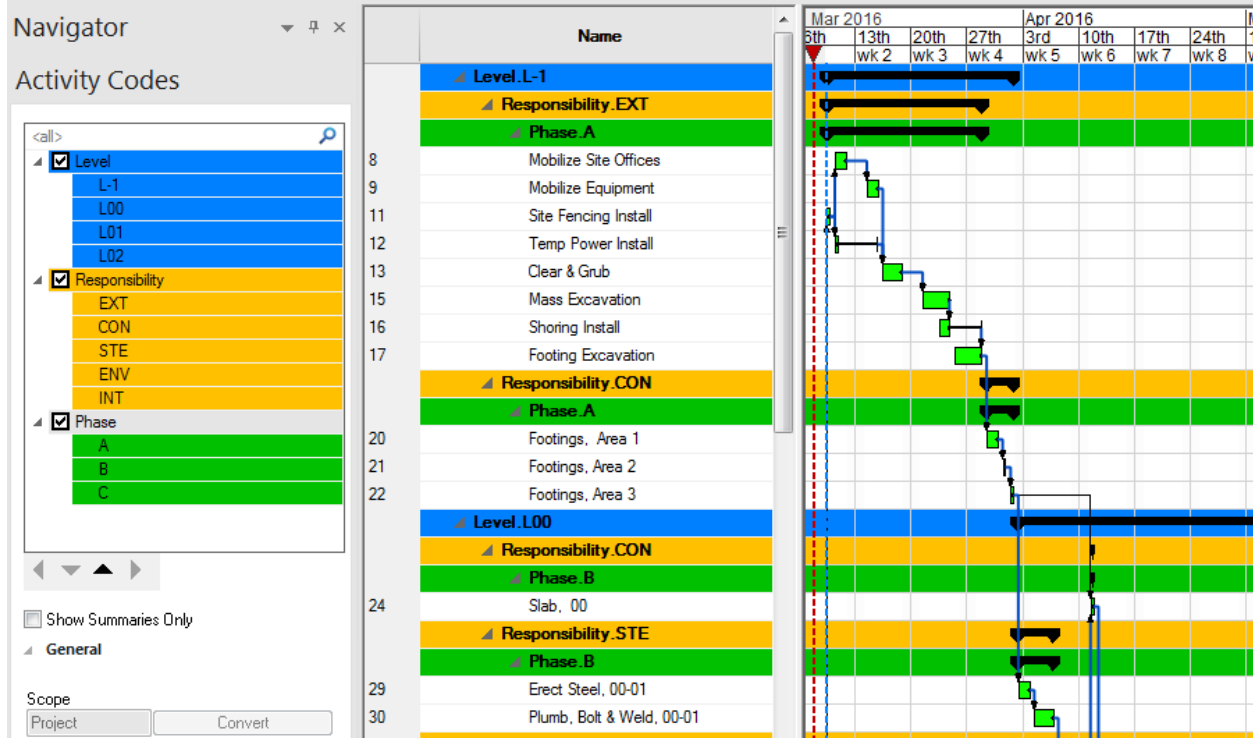 Navigator
Activity Codes
<all>
Level
L-1
L00
L01
L02
Responsibility
EXT
CON
STE
ENV
INT
Phase
A
B
C
Show Summaries Only
General
Scope
Project
Convert
Name
Level.L-1
Responsibility.EXT
Phase.A
8 Mobilize Site Offices
9 Mobilize Equipment
11 Site Fencing Install
12 Temp Power Install
13 Clear & Grub
15 Mass Excavation
16 Shoring Install
17 Footing Excavation
Responsibility.CON
Phase.A
20 Footings, Area 1
21 Footings, Area 2
22 Footings, Area 3
Level.L00
Responsibility.CON
Phase.B
24 Slab, 00
Responsibility.STE
Phase.B
29 Erect Steel, 00-01
30 Plumb, Bolt & Weld, 00-01
Mar 2016 Apr 2016
6th 13th 20th 27th 3rd 10th 17th 24th
wk 2 wk 3 wk 4 wk 5 wk 6 wk 7 wk 8